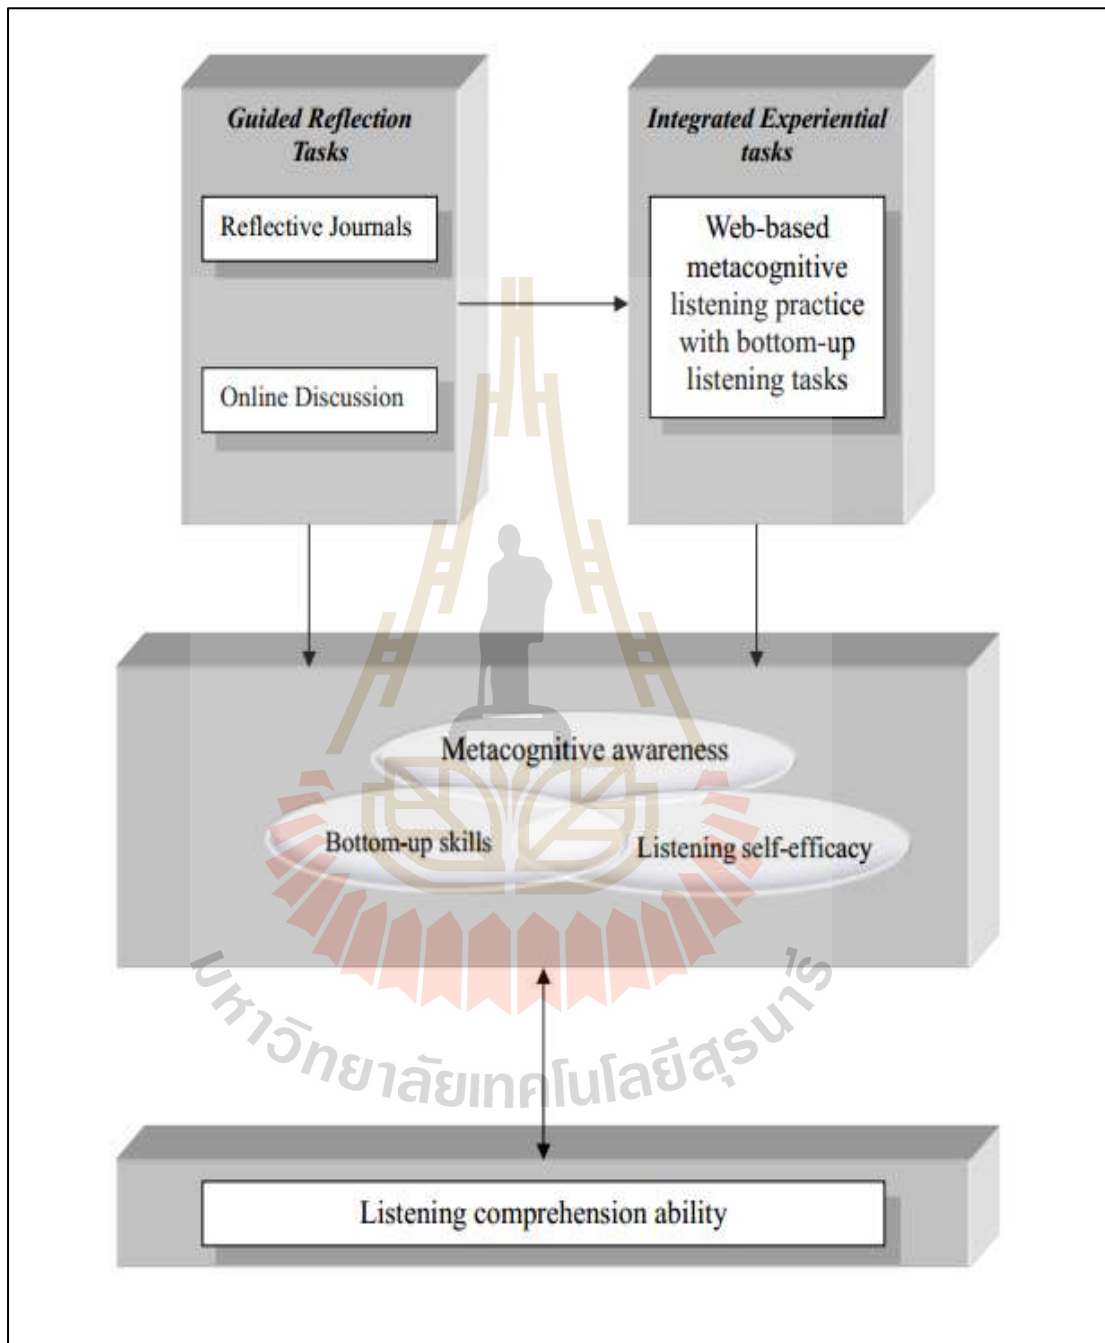 Guided Reflection
Tasks
Reflective Journals
Online Discussion
Integrated Experiential
tasks
Web-based
metacognitive
listening practice
with bottom-up
listening tasks
Metacognitive awareness
Bottom-up skills
Listening self-efficacy
มหาวิทยาลัยเทคโนโลยีสุรนารี
Listening comprehension ability